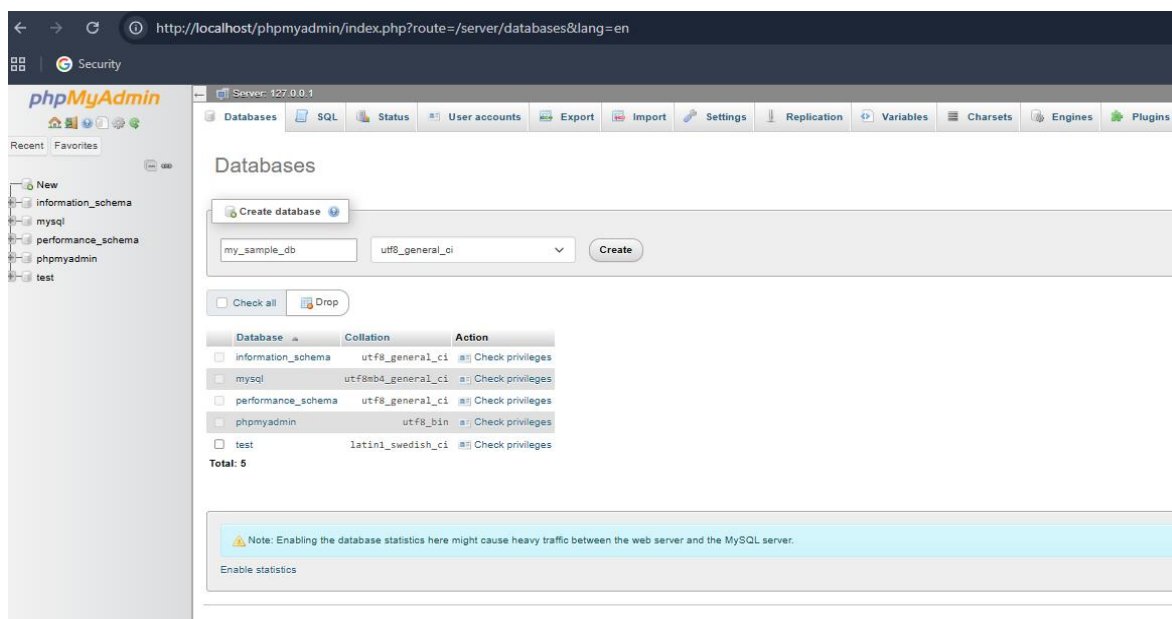 http://localhost/phpmyadmin/index.php?route=/server/databases&lang=en
Security
phpMyAdmin
Recent Favorites
New
information_schema
mysql
performance_schema
phpmyadmin
test
Server: 127.0.0.1
Databases SQL Status User accounts Export Import Settings Replication Variables Charsets Engines Plugins
Databases
Create database
my_sample_db utf8_general_ci Create
Check all Drop
Database Collation Action
information_schema utf8_general_ci Check privileges
mysql utf8mb4_general_ci Check privileges
performance_schema utf8_general_ci Check privileges
phpmyadmin utf8_bin Check privileges
test latin1_swedish_ci Check privileges
Total: 5
Note: Enabling the database statistics here might cause heavy traffic between the web server and the MySQL server.
Enable statistics